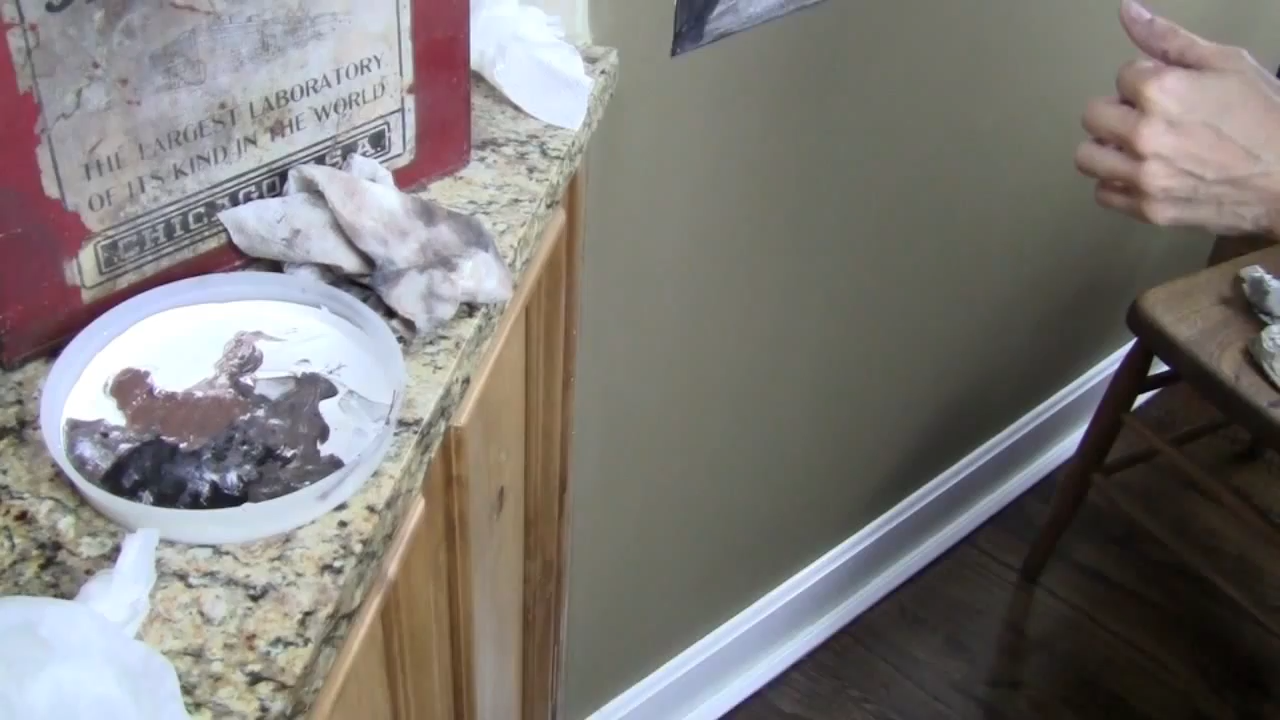 THE LARGEST LABORATORY
OF ITS KIND IN THE WORLD
CHICAGO U.S.A.